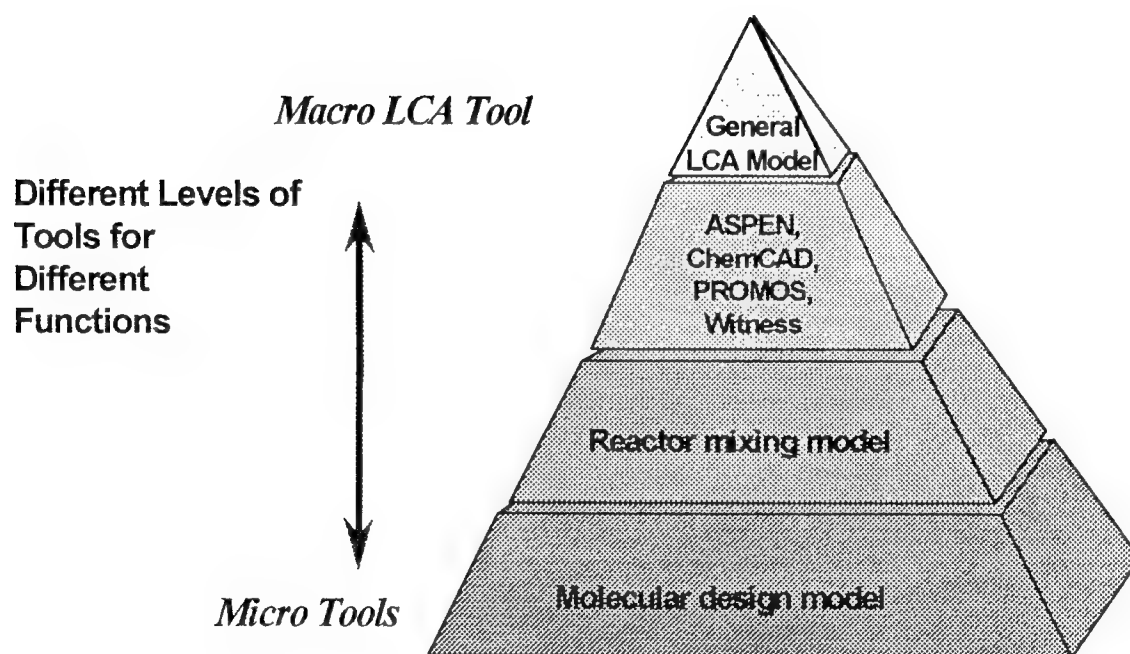 Macro LCA Tool
Different Levels of
Tools for
Different
Functions
Micro Tools
General
LCA Model
ASPEN,
ChemCAD,
PROMOS,
Witness
Reactor mixing model
Molecular design model